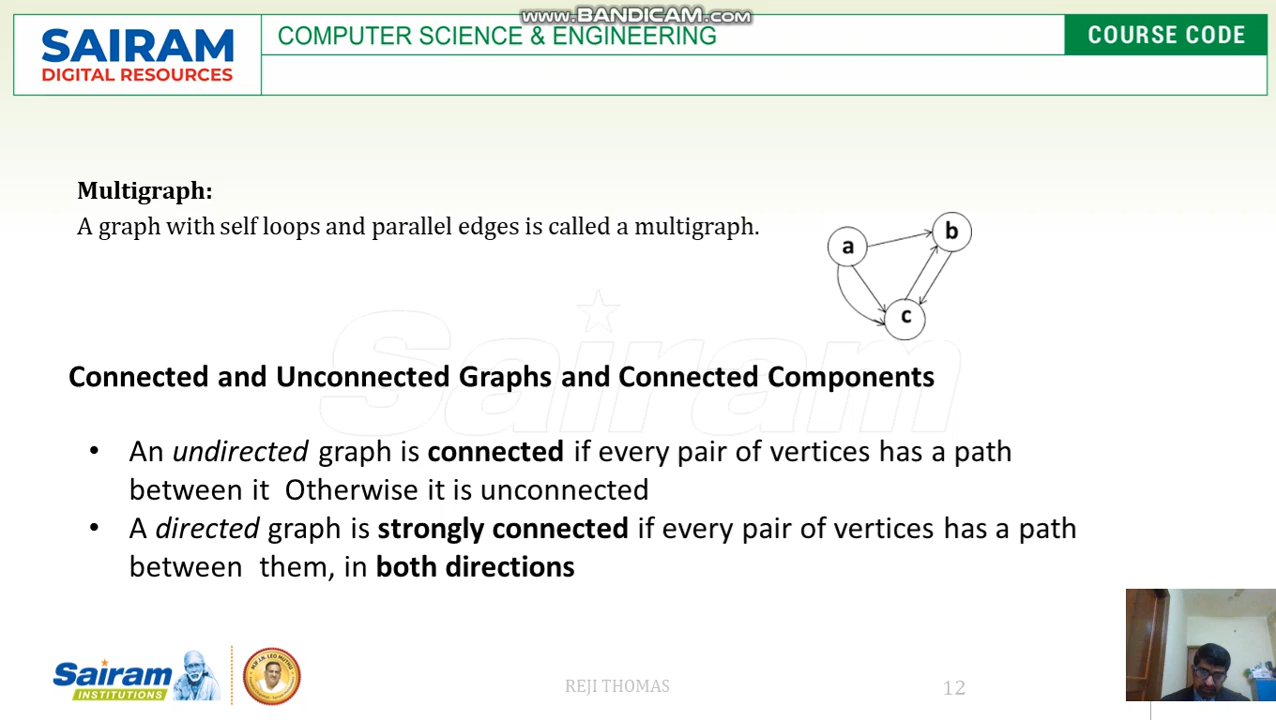 www.BANDICAM.com
SAIRAM
DIGITAL RESOURCES
COMPUTER SCIENCE & ENGINEERING
COURSE CODE
Multigraph:
A graph with self loops and parallel edges is called a multigraph.
a
b
c
Sairam
Connected and Unconnected Graphs and Connected Components
• An undirected graph is connected if every pair of vertices has a path
between it Otherwise it is unconnected
• A directed graph is strongly connected if every pair of vertices has a path
between them, in both directions
Sairam
INSTITUTIONS
REJI THOMAS
12